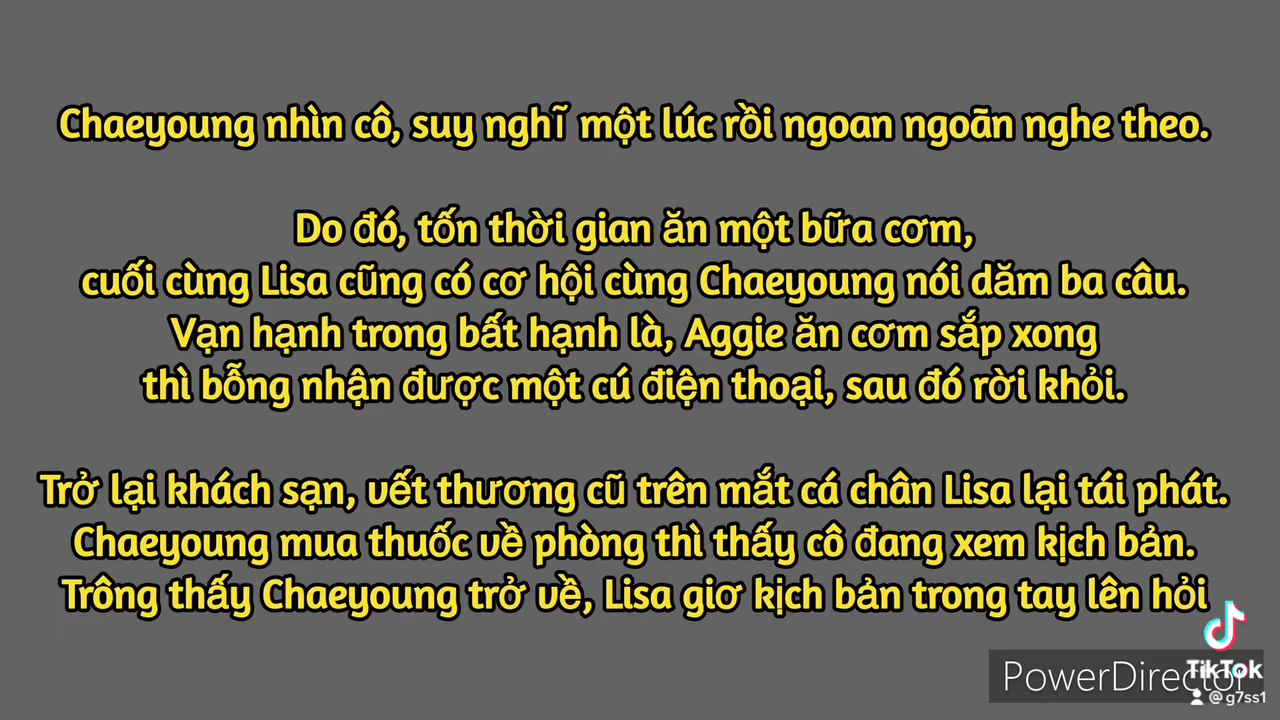 Chaeyoung nhìn cô, suy nghĩ một lúc rồi ngoan ngoãn nghe theo.
Do đó, tốn thời gian ăn một bữa cơm,
cuối cùng Lisa cũng có cơ hội cùng Chaeyoung nói dăm ba câu.
Vạn hạnh trong bất hạnh là, Aggie ăn cơm sắp xong
thì bỗng nhận được một cú điện thoại, sau đó rời khỏi.
Trở lại khách sạn, vết thương cũ trên mắt cá chân Lisa lại tái phát.
Chaeyoung mua thuốc về phòng thì thấy cô đang xem kịch bản.
Trông thấy Chaeyoung trở về, Lisa giơ kịch bản trong tay lên hỏi
TikTok
PowerDirector
@g7ss1